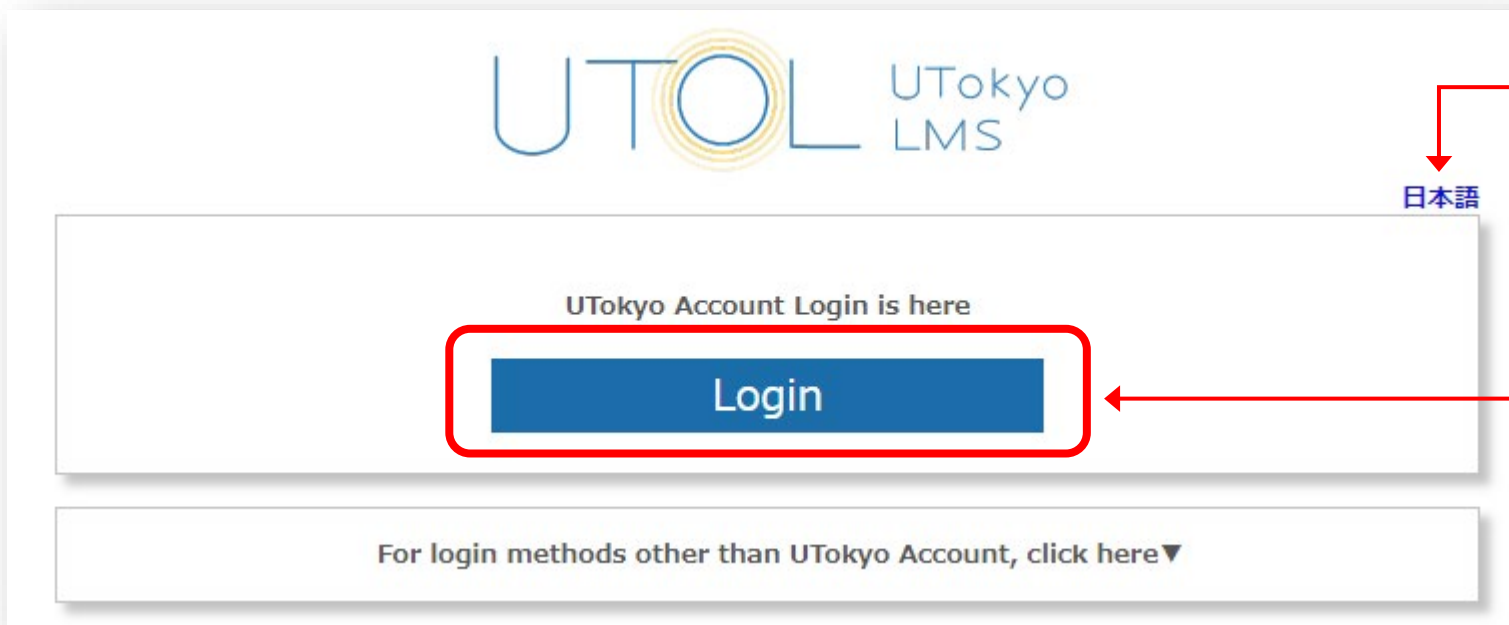 UTOL UTokyo
LMS
日本語
UTokyo Account Login is here
Login
For login methods other than UTokyo Account, click here▼